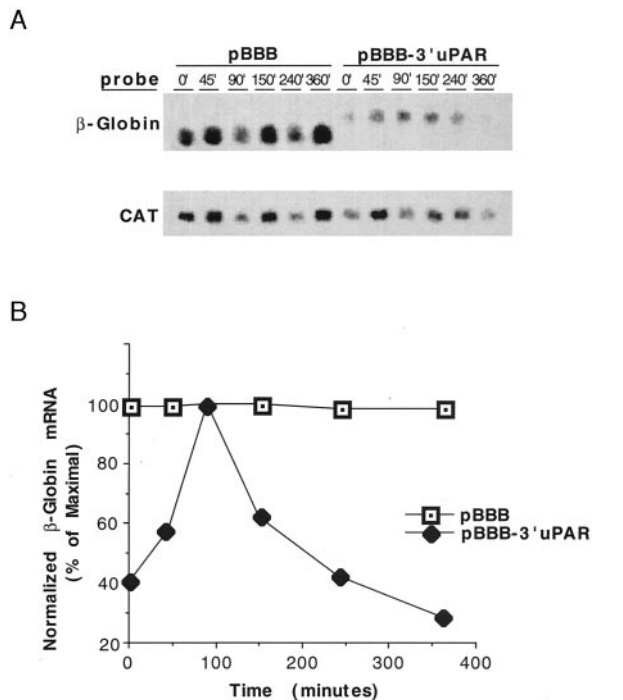 A
pBBB pBBB-3'uPAR
probe 0' 45' 90' 150' 240' 360' 0' 45' 90' 150' 240' 360'
β-Globin
CAT
B
Normalized β-Globin mRNA
(% of Maximal)
100
80
60
40
20
0 100 200 300 400
Time (minutes)
pBBB
pBBB-3'uPAR